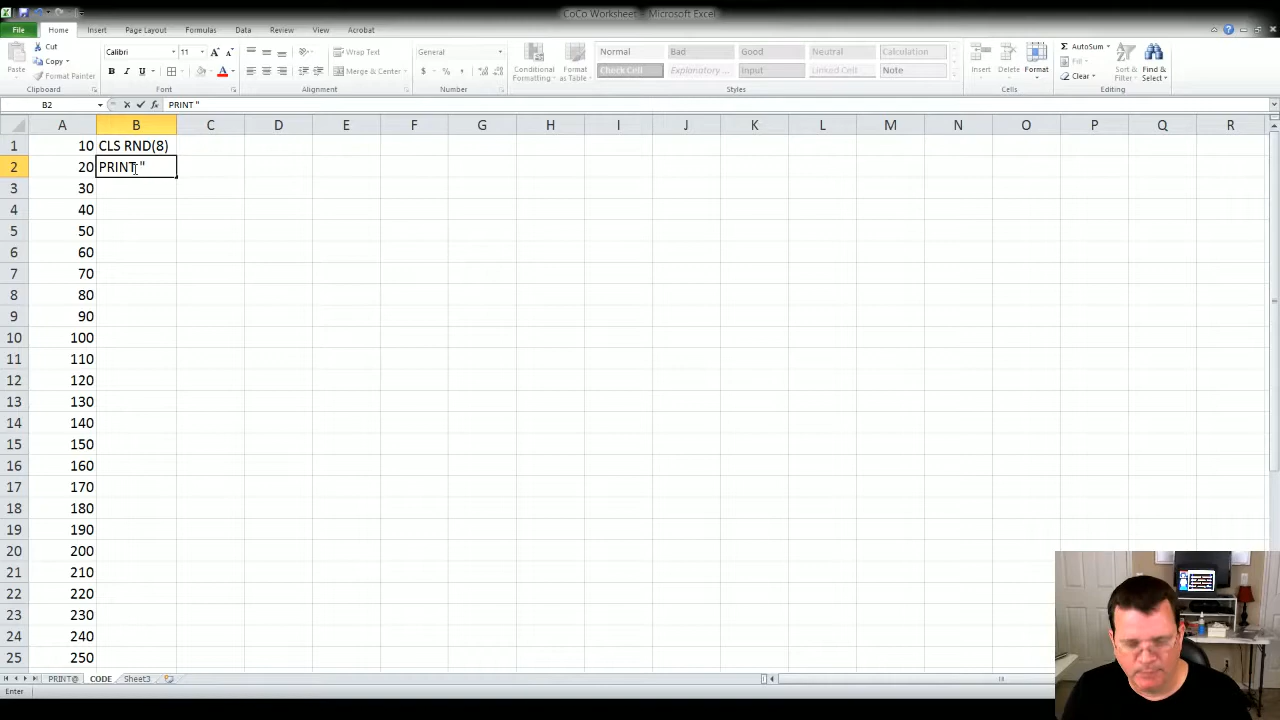 CoCo Worksheet - Microsoft Excel
File Home Insert Page Layout Formulas Data Review View Acrobat
Paste Cut Copy Format Painter Clipboard
Calibri 11 A A B I U A Font
Wrap Text Merge & Center Alignment
General $ % , Number
Conditional Formatting Format as Table
Normal Bad Good Neutral Calculation
Check Cell Explanatory ... Input Linked Cell Note
Styles
Insert Delete Format Cells
Σ AutoSum Fill Clear Sort & Filter Find & Select Editing
B2 fx PRINT "
A B C D E F G H I J K L M N O P Q R
1 10 CLS RND(8)
2 20 PRINT "
3 30
4 40
5 50
6 60
7 70
8 80
9 90
10 100
11 110
12 120
13 130
14 140
15 150
16 160
17 170
18 180
19 190
20 200
21 210
22 220
23 230
24 240
25 250
PRINT@ CODE Sheet3
Enter